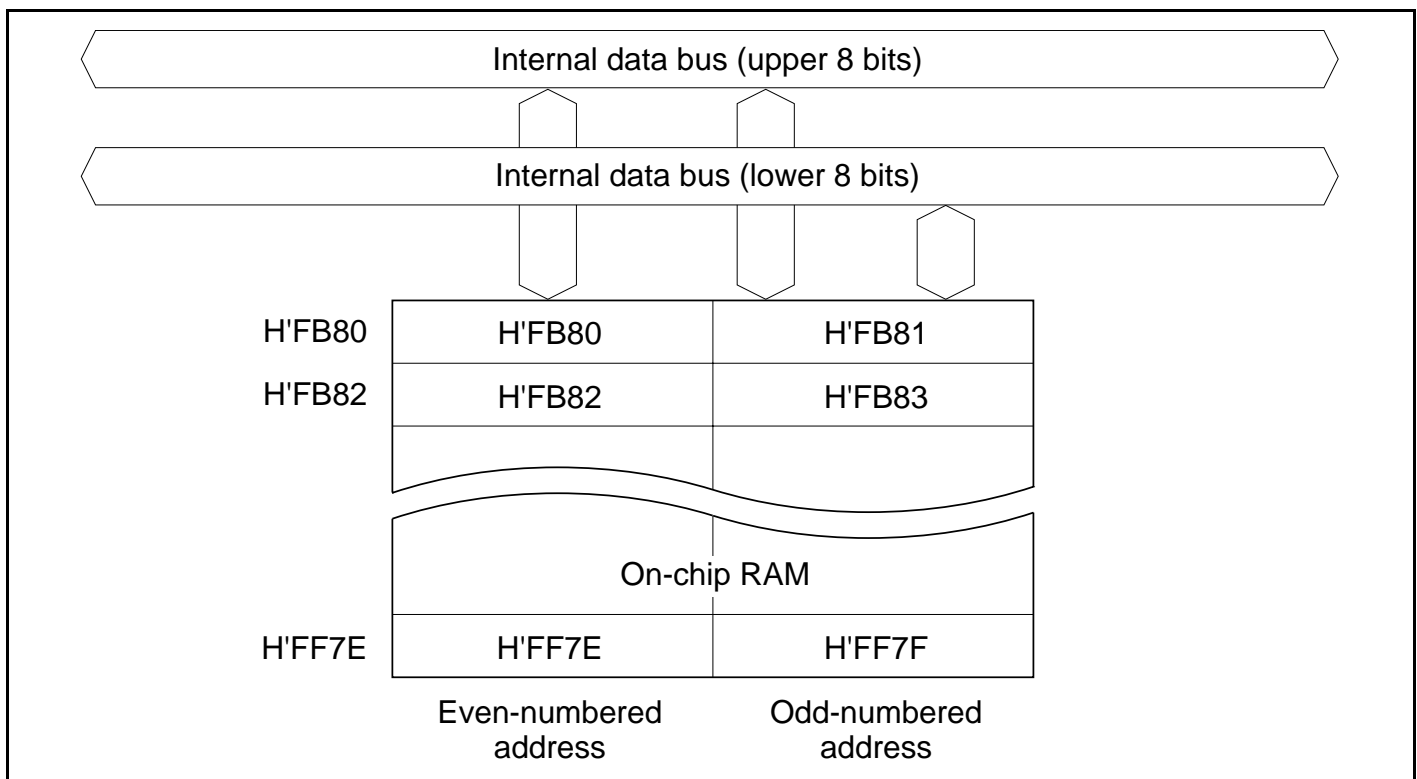 Internal data bus (upper 8 bits)
Internal data bus (lower 8 bits)
H'FB80 H'FB80 H'FB81
H'FB82 H'FB82 H'FB83
On-chip RAM
H'FF7E H'FF7E H'FF7F
Even-numbered address
Odd-numbered address